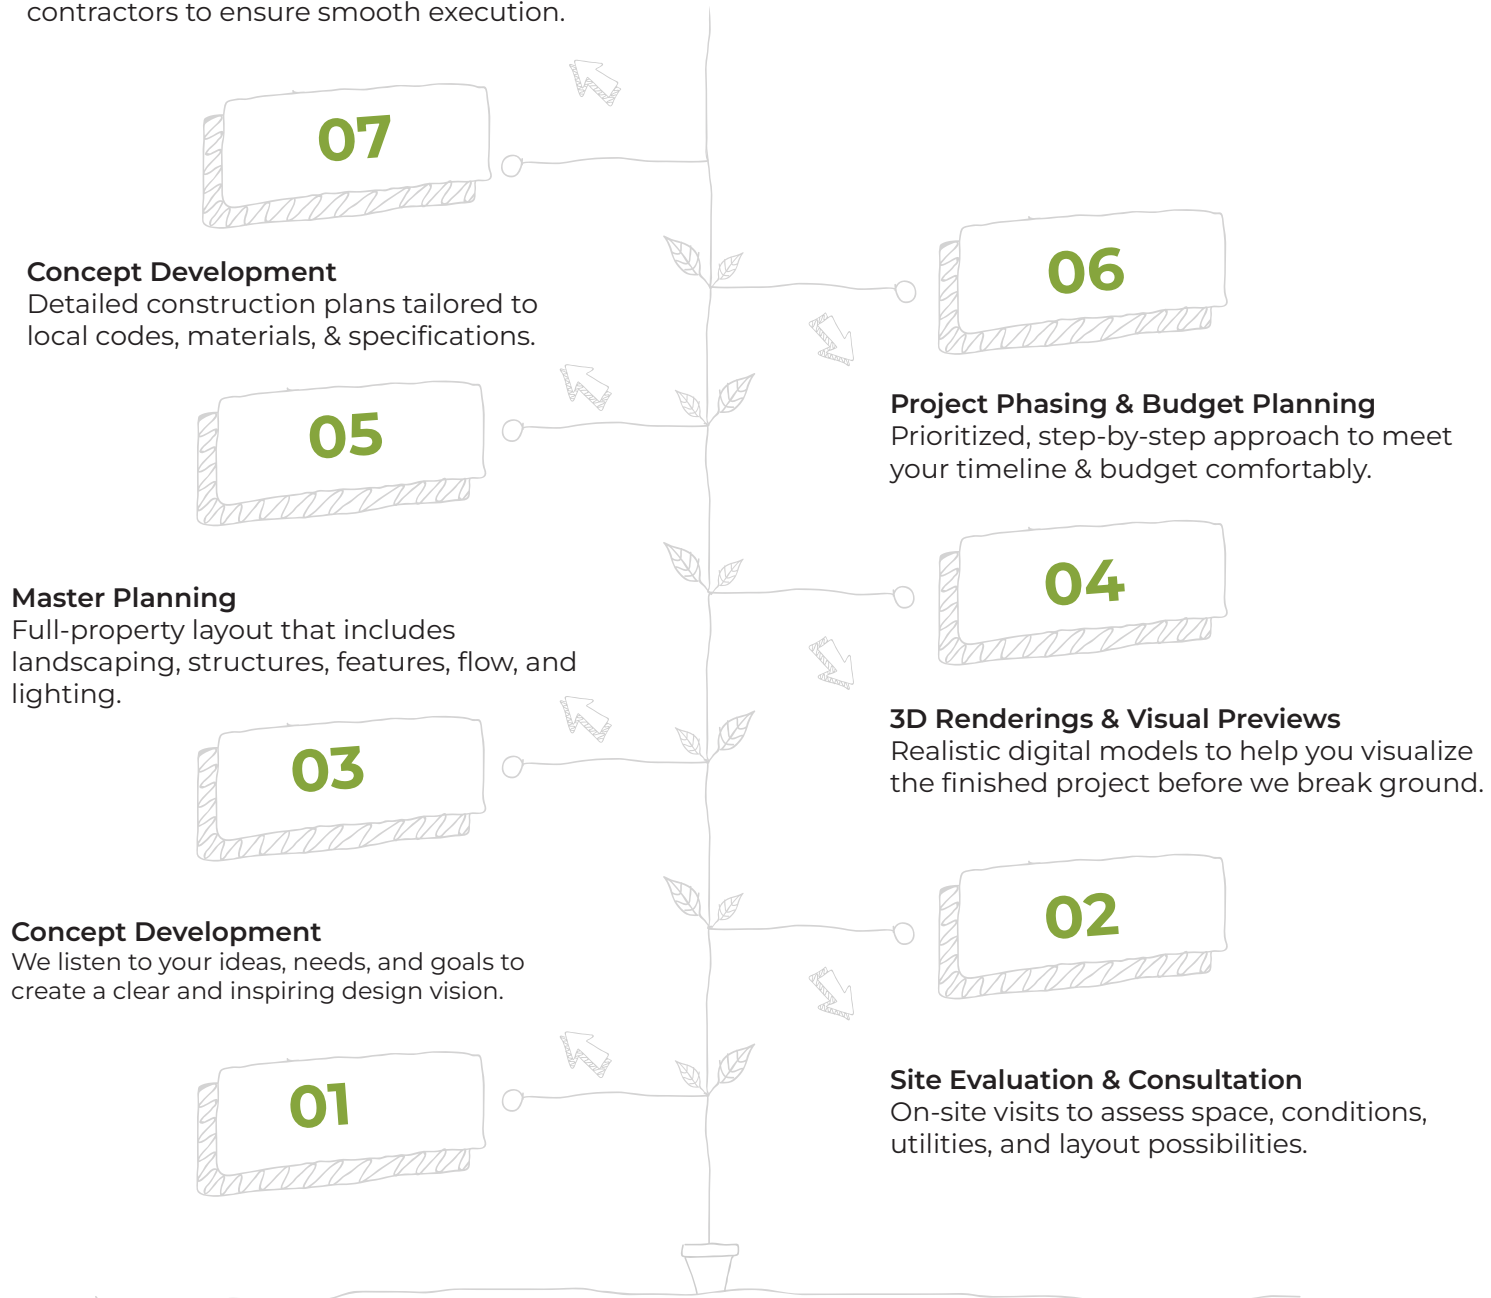 contractors to ensure smooth execution.
07
06
Concept Development
Detailed construction plans tailored to
local codes, materials, & specifications.
Project Phasing & Budget Planning
Prioritized, step-by-step approach to meet
your timeline & budget comfortably.
05
04
Master Planning
Full-property layout that includes
landscaping, structures, features, flow, and
lighting.
3D Renderings & Visual Previews
Realistic digital models to help you visualize
the finished project before we break ground.
03
02
Concept Development
We listen to your ideas, needs, and goals to
create a clear and inspiring design vision.
Site Evaluation & Consultation
On-site visits to assess space, conditions,
utilities, and layout possibilities.
01